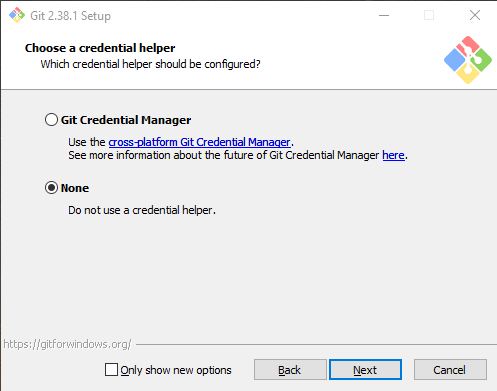 Git 2.38.1 Setup
Choose a credential helper
Which credential helper should be configured?
Git Credential Manager
Use the cross-platform Git Credential Manager.
See more information about the future of Git Credential Manager here.
None
Do not use a credential helper.
https://gitforwindows.org/
Only show new options
Back
Next
Cancel